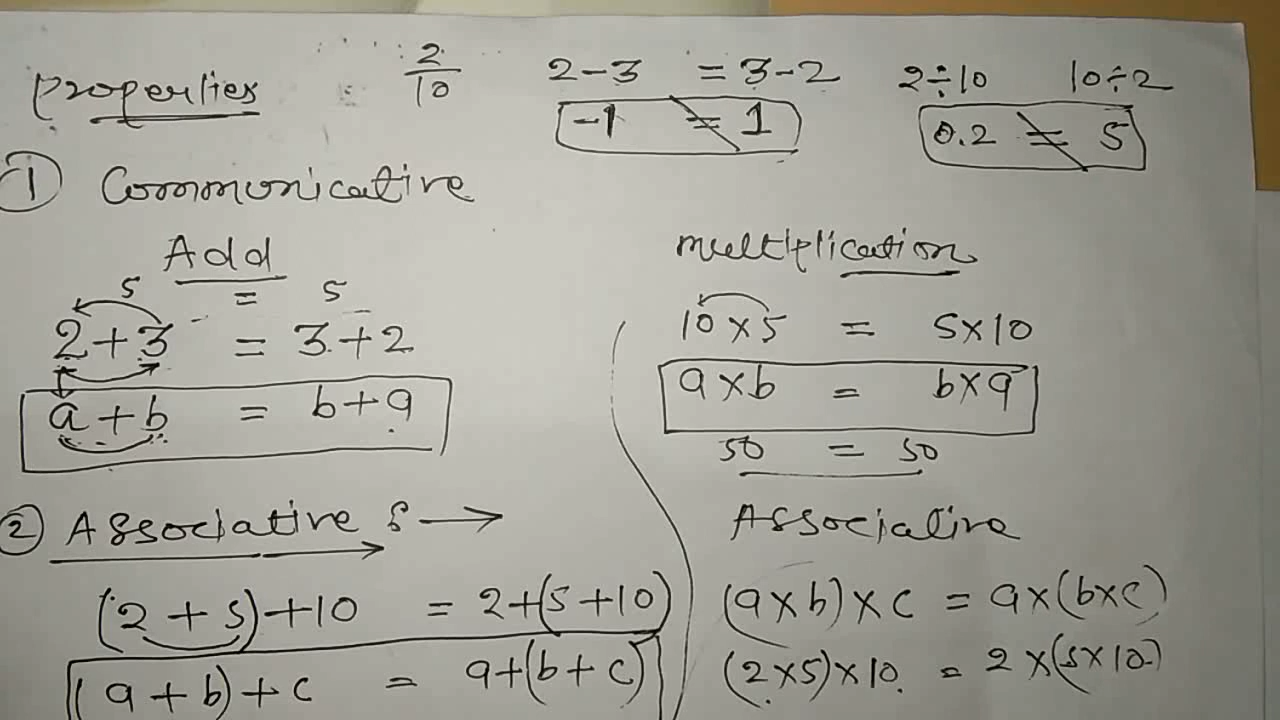 Properties
2/10
2-3 = 3-2
-1 ≠ 1
2÷10 10÷2
0.2 ≠ 5
① Communicative
Add
5 = 5
2+3 = 3+2
a+b = b+a
multiplication
10×5 = 5×10
a×b = b×a
50 = 50
② Associative :→
(2+5)+10 = 2+(5+10)
(a+b)+c = a+(b+c)
Associative
(a×b)×c = a×(b×c)
(2×5)×10 = 2×(5×10)